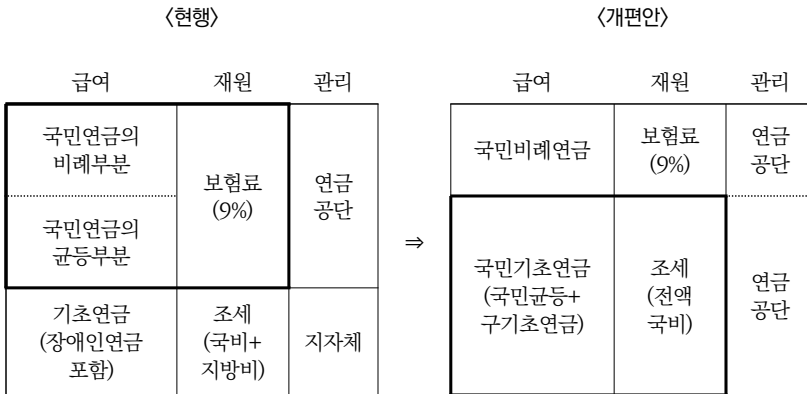 〈현행〉
급여 재원 관리
국민연금의
비례부분
국민연금의
균등부분
보험료
(9%)
연금
공단
기초연금
(장애인연금
포함)
조세
(국비+
지방비)
지자체
⇒
〈개편안〉
급여 재원 관리
국민비례연금
보험료
(9%)
연금
공단
국민기초연금
(국민균등+
구기초연금)
조세
(전액
국비)
연금
공단